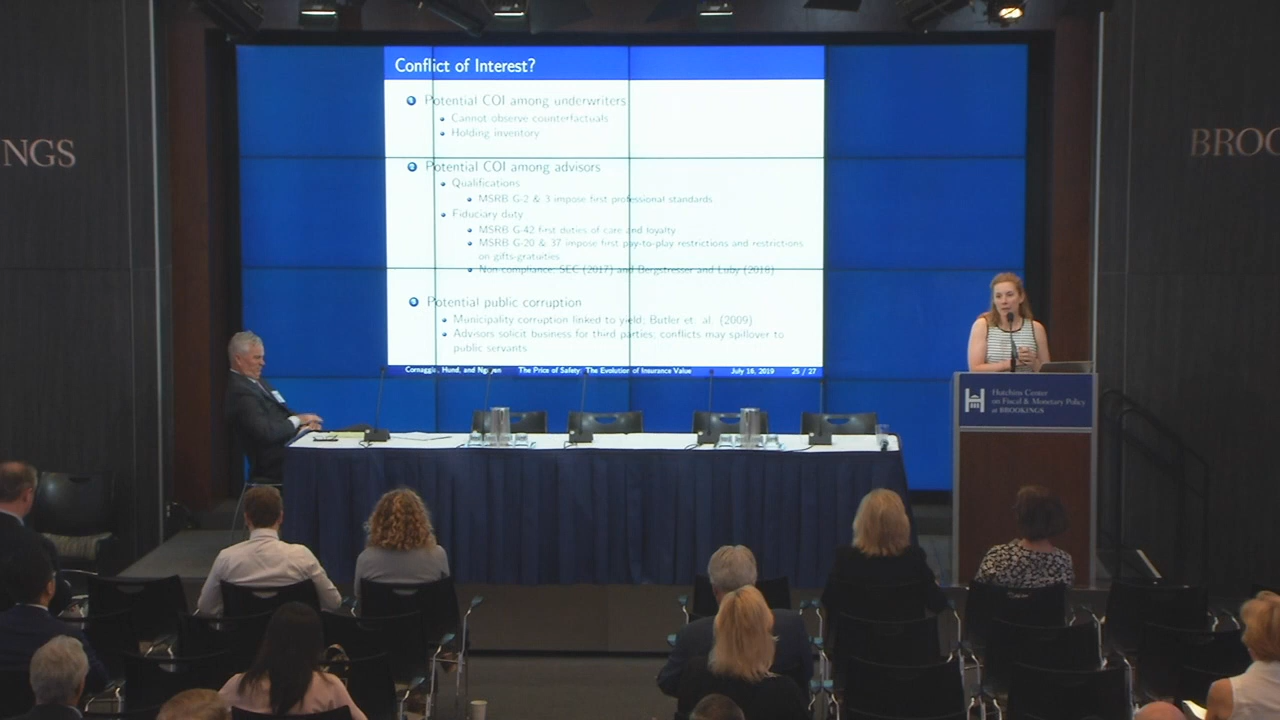 Conflict of Interest?
1 Potential COI among underwriters
Cannot observe counterfactuals
Holding inventory
2 Potential COI among advisors
Qualifications
MSRB G-2 & 3 impose first professional standards
Fiduciary duty
MSRB G-42 first duties of care and loyalty
MSRB G-20 & 37 impose first pay-to-play restrictions and restrictions
on gifts-gratuities
Non-compliance: SEC (2017) and Bergstresser and Luby (2018)
3 Potential public corruption
Municipality corruption linked to yield; Butler et. al. (2009)
Advisors solicit business for third parties; conflicts may spillover to
public servants
Cornaggia, Hund, and Nguyen The Price of Safety: The Evolution of Insurance Value July 16, 2019 25 / 27
NGS
BROO
H
Hutchins Center
on Fiscal & Monetary Policy
at BROOKINGS